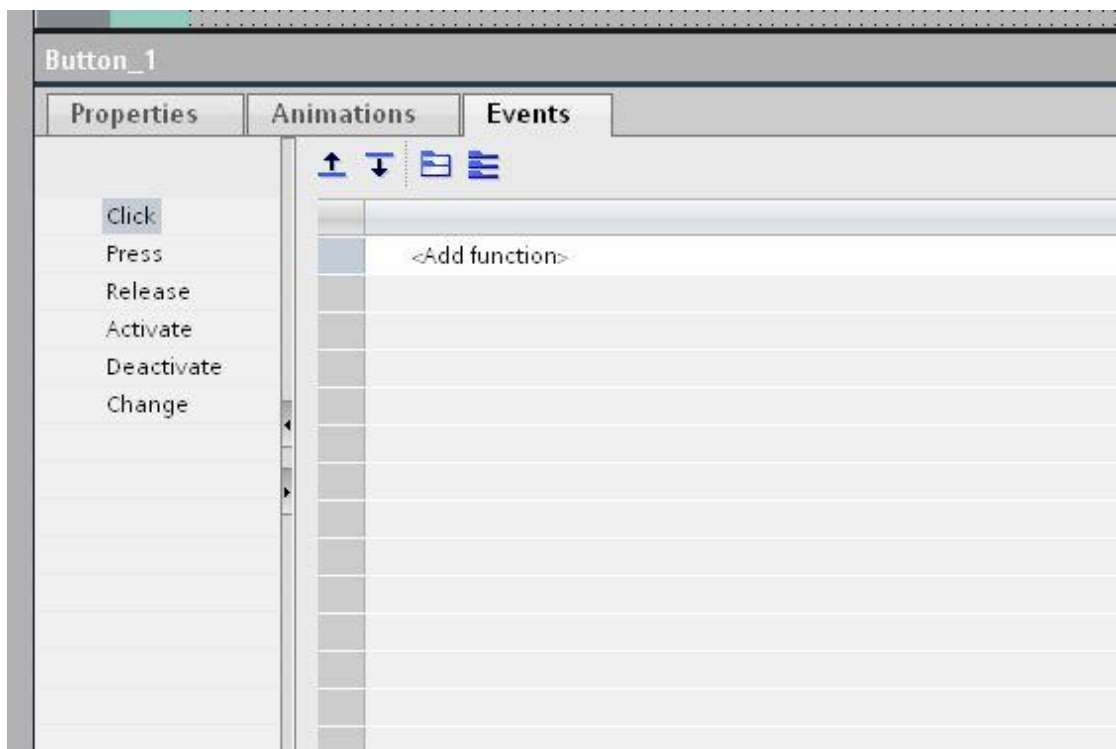 Button_1
Properties Animations Events
Click
<Add function>
Press
Release
Activate
Deactivate
Change